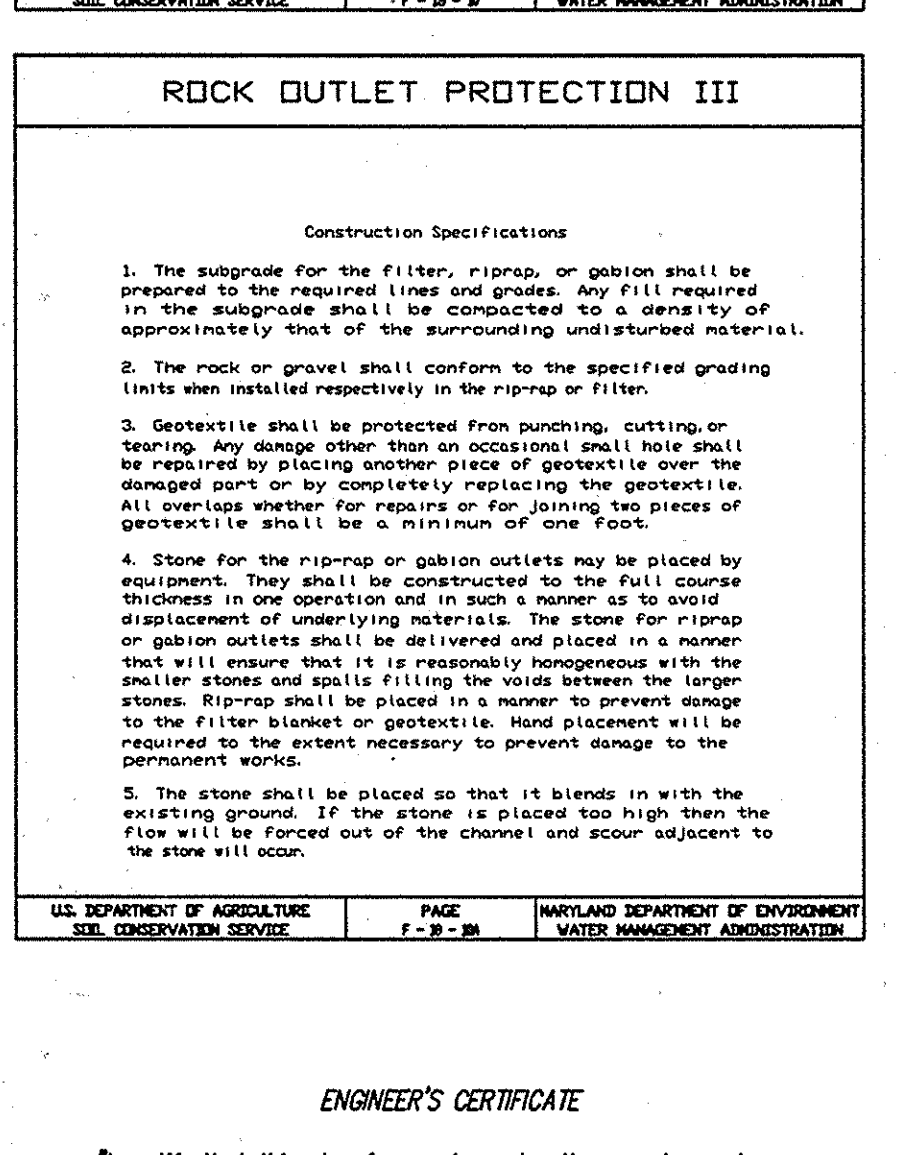 SOIL CONSERVATION SERVICE WATER MANAGEMENT ADMINISTRATION
ROCK OUTLET PROTECTION III
Construction Specifications
1. The subgrade for the filter, riprap, or gabion shall be
prepared to the required lines and grades. Any fill required
in the subgrade shall be compacted to a density of
approximately that of the surrounding undisturbed material.
2. The rock or gravel shall conform to the specified grading
limits when installed respectively in the rip-rap or filter.
3. Geotextile shall be protected from punching, cutting, or
tearing. Any damage other than an occasional small hole shall
be repaired by placing another piece of geotextile over the
damaged part or by completely replacing the geotextile.
All overlaps whether for repairs or for joining two pieces of
geotextile shall be a minimum of one foot.
4. Stone for the rip-rap or gabion outlets may be placed by
equipment. They shall be constructed to the full course
thickness in one operation and in such a manner as to avoid
displacement of underlying materials. The stone for riprap
or gabion outlets shall be delivered and placed in a manner
that will ensure that it is reasonably homogeneous with the
smaller stones and spalls filling the voids between the larger
stones. Rip-rap shall be placed in a manner to prevent damage
to the filter blanket or geotextile. Hand placement will be
required to the extent necessary to prevent damage to the
permanent works.
5. The stone shall be placed so that it blends in with the
existing ground. If the stone is placed too high then the
flow will be forced out of the channel and scour adjacent to
the stone will occur.
U.S. DEPARTMENT OF AGRICULTURE PAGE MARYLAND DEPARTMENT OF ENVIRONMENT
SOIL CONSERVATION SERVICE WATER MANAGEMENT ADMINISTRATION
ENGINEER'S CERTIFICATE